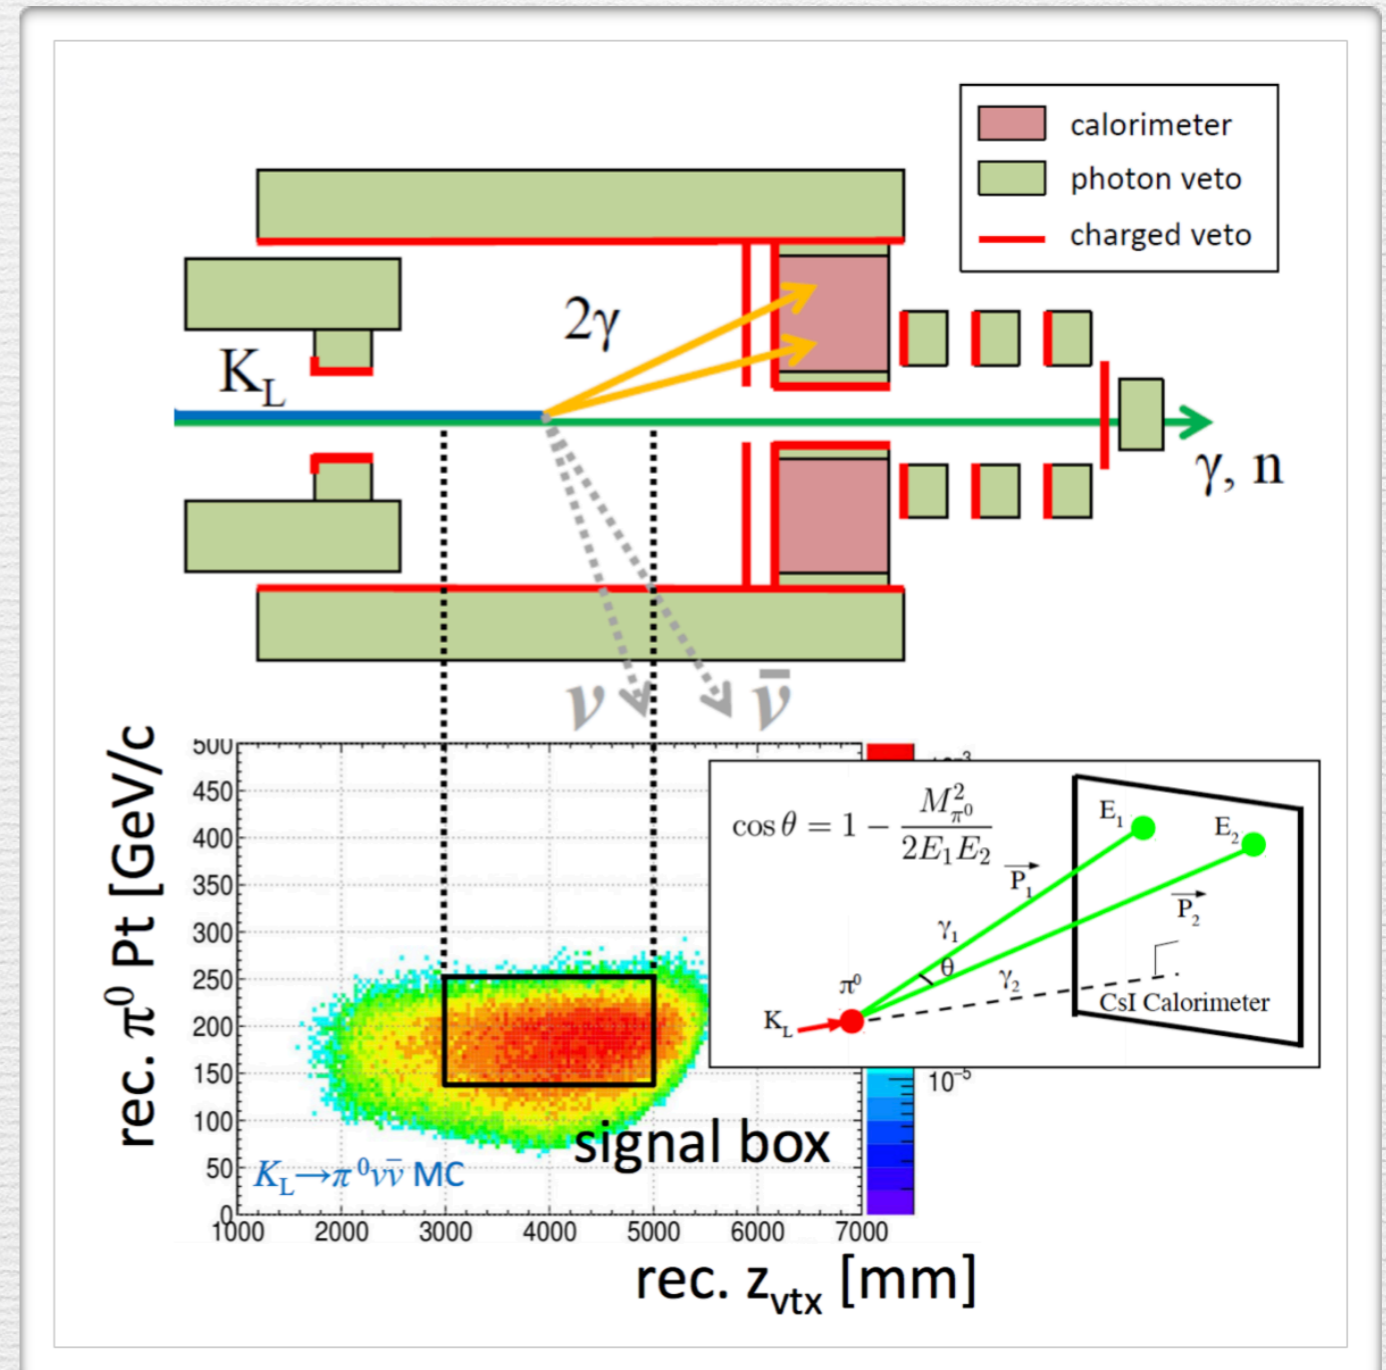 calorimeter
photon veto
charged veto
2γ
K_L
γ, n
ν
ν̄
rec. π⁰ Pt [GeV/c]
500
450
400
350
300
250
200
150
100
50
0
1000 2000 3000 4000 5000 6000 7000
rec. z_vtx [mm]
K_L→π⁰νν̄ MC
signal box
10⁻⁵
cos θ = 1 − M²_π⁰ / 2E₁E₂
E₁
E₂
P₁
P₂
γ₁
θ
γ₂
π⁰
K_L
CsI Calorimeter